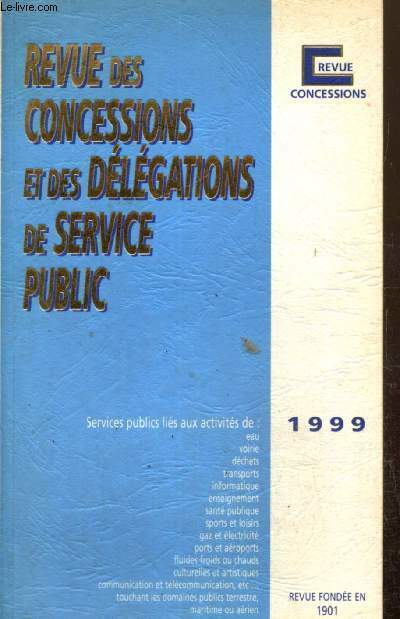 Le-livre.com
REVUE DES
CONCESSIONS
ET DES DÉLÉGATIONS
DE SERVICE
PUBLIC
REVUE
CONCESSIONS
Services publics liés aux activités de :
eau
voirie
déchets
transports
informatique
enseignement
santé publique
sports et loisirs
gaz et électricité
ports et aéroports
fluides froids ou chauds
culturelles et artistiques
communication et télécommunication, etc...
touchant les domaines publics terrestre,
maritime ou aérien
1999
REVUE FONDÉE EN
1901